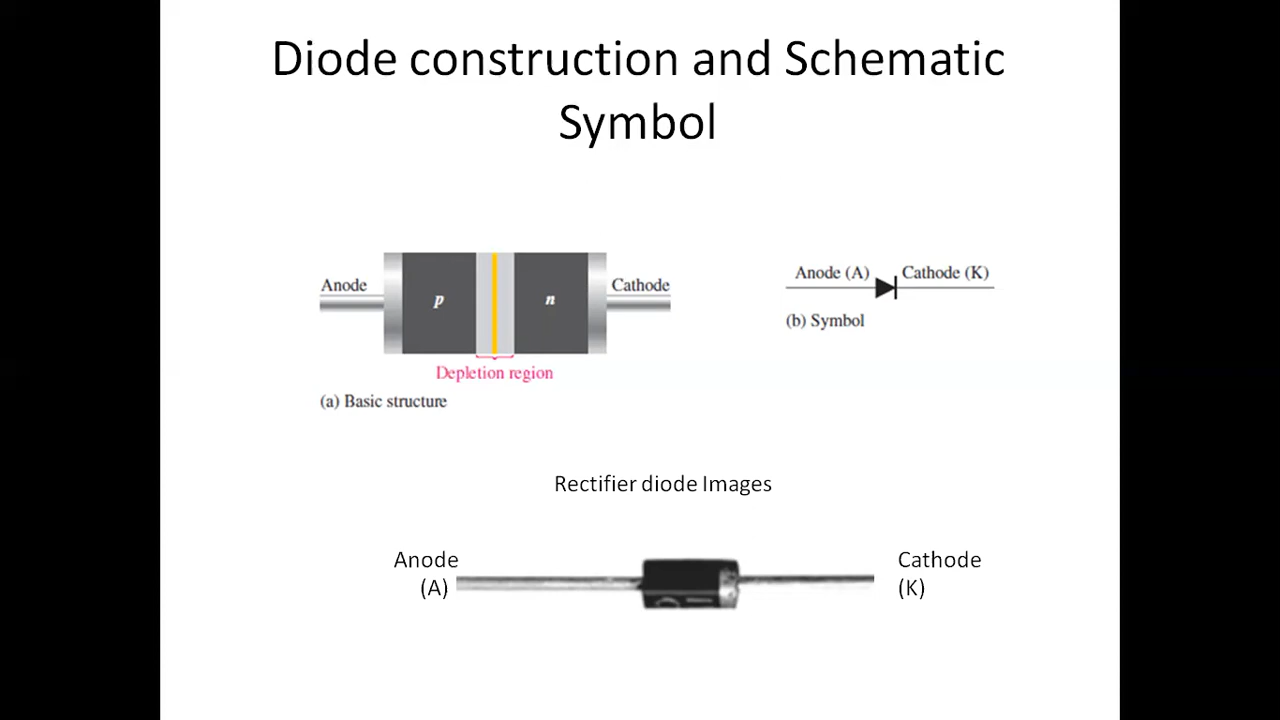 Diode construction and Schematic
Symbol
Anode
p
n
Cathode
Depletion region
(a) Basic structure
Anode (A)
Cathode (K)
(b) Symbol
Rectifier diode Images
Anode
(A)
Cathode
(K)